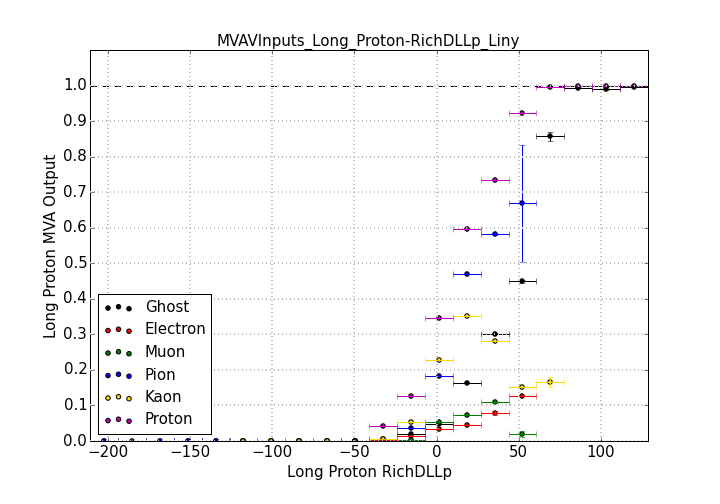 MVAVInputs_Long_Proton-RichDLLp_Liny
1.0
0.9
0.8
0.7
0.6
0.5
0.4
0.3
0.2
0.1
0.0
Long Proton MVA Output
Ghost
Electron
Muon
Pion
Kaon
Proton
−200 −150 −100 −50 0 50 100
Long Proton RichDLLp